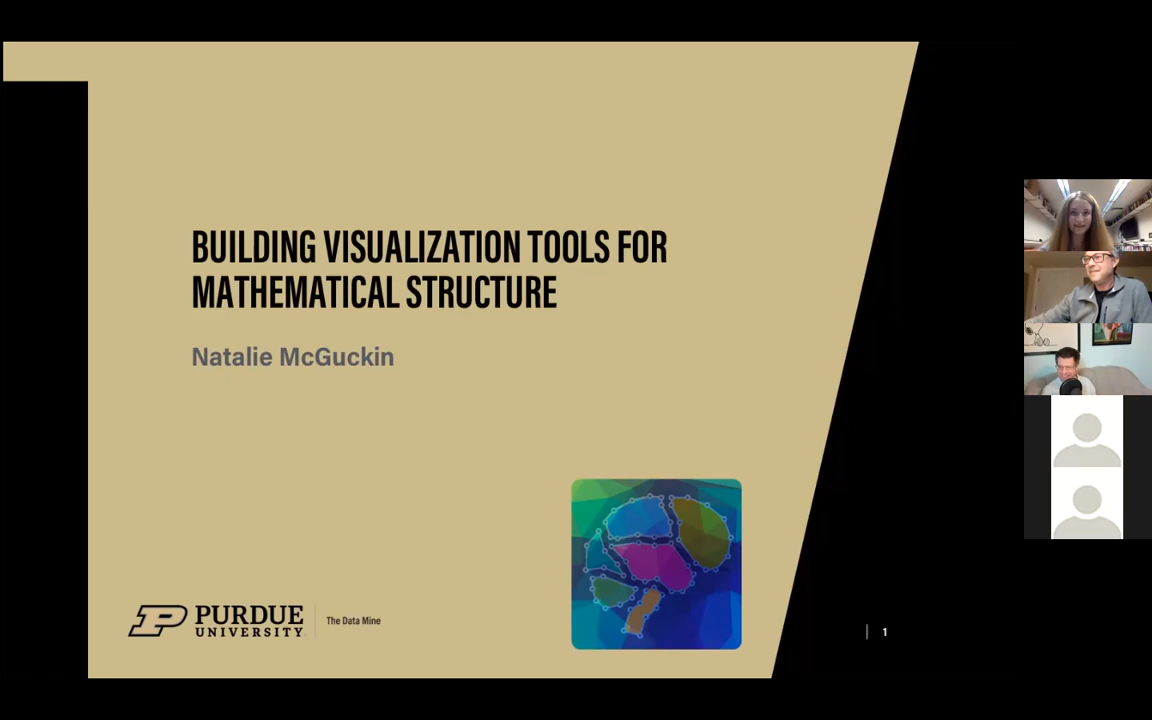 BUILDING VISUALIZATION TOOLS FOR
MATHEMATICAL STRUCTURE
Natalie McGuckin
PURDUE
UNIVERSITY
The Data Mine
1